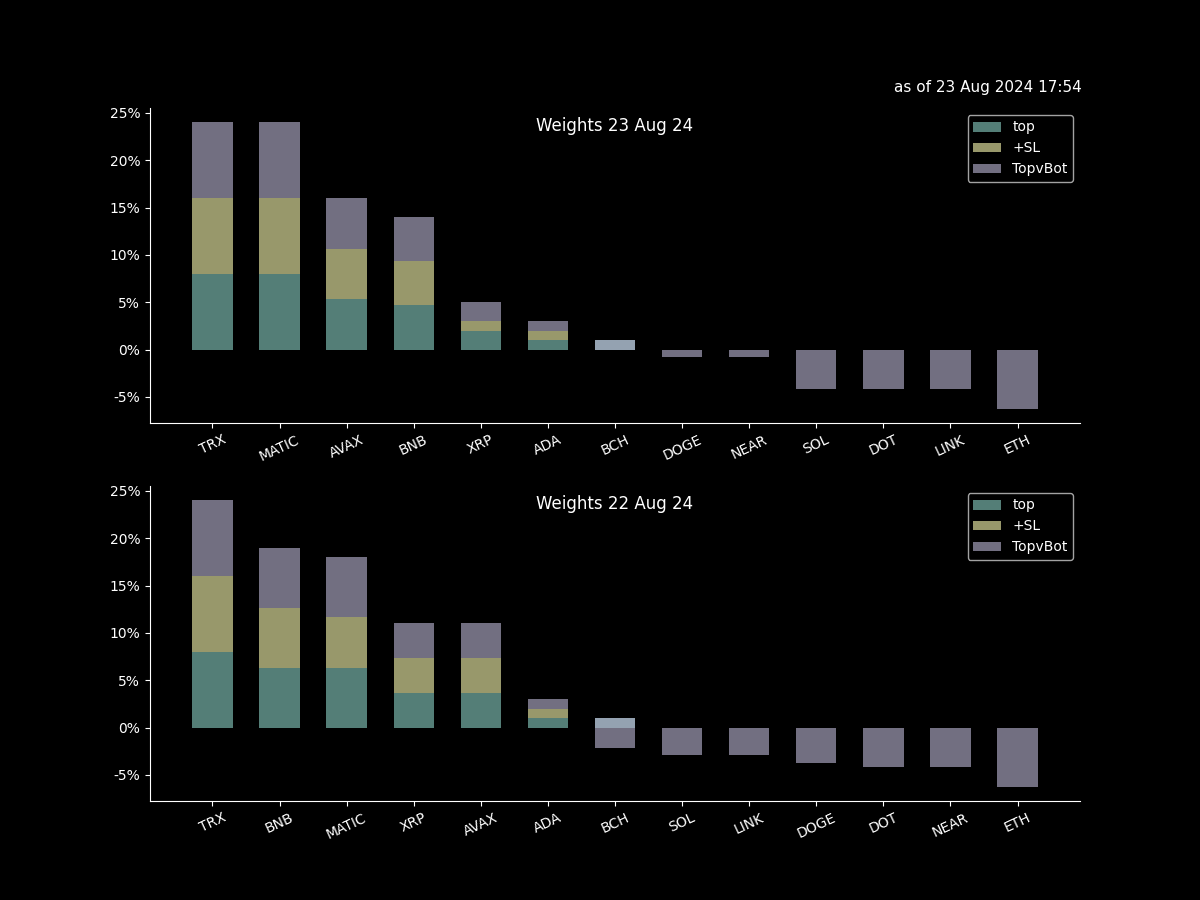 as of 23 Aug 2024 17:54
Weights 23 Aug 24
25%
20%
15%
10%
5%
0%
-5%
top
+SL
TopvBot
TRX MATIC AVAX BNB XRP ADA BCH DOGE NEAR SOL DOT LINK ETH
Weights 22 Aug 24
25%
20%
15%
10%
5%
0%
-5%
top
+SL
TopvBot
TRX BNB MATIC XRP AVAX ADA BCH SOL LINK DOGE DOT NEAR ETH